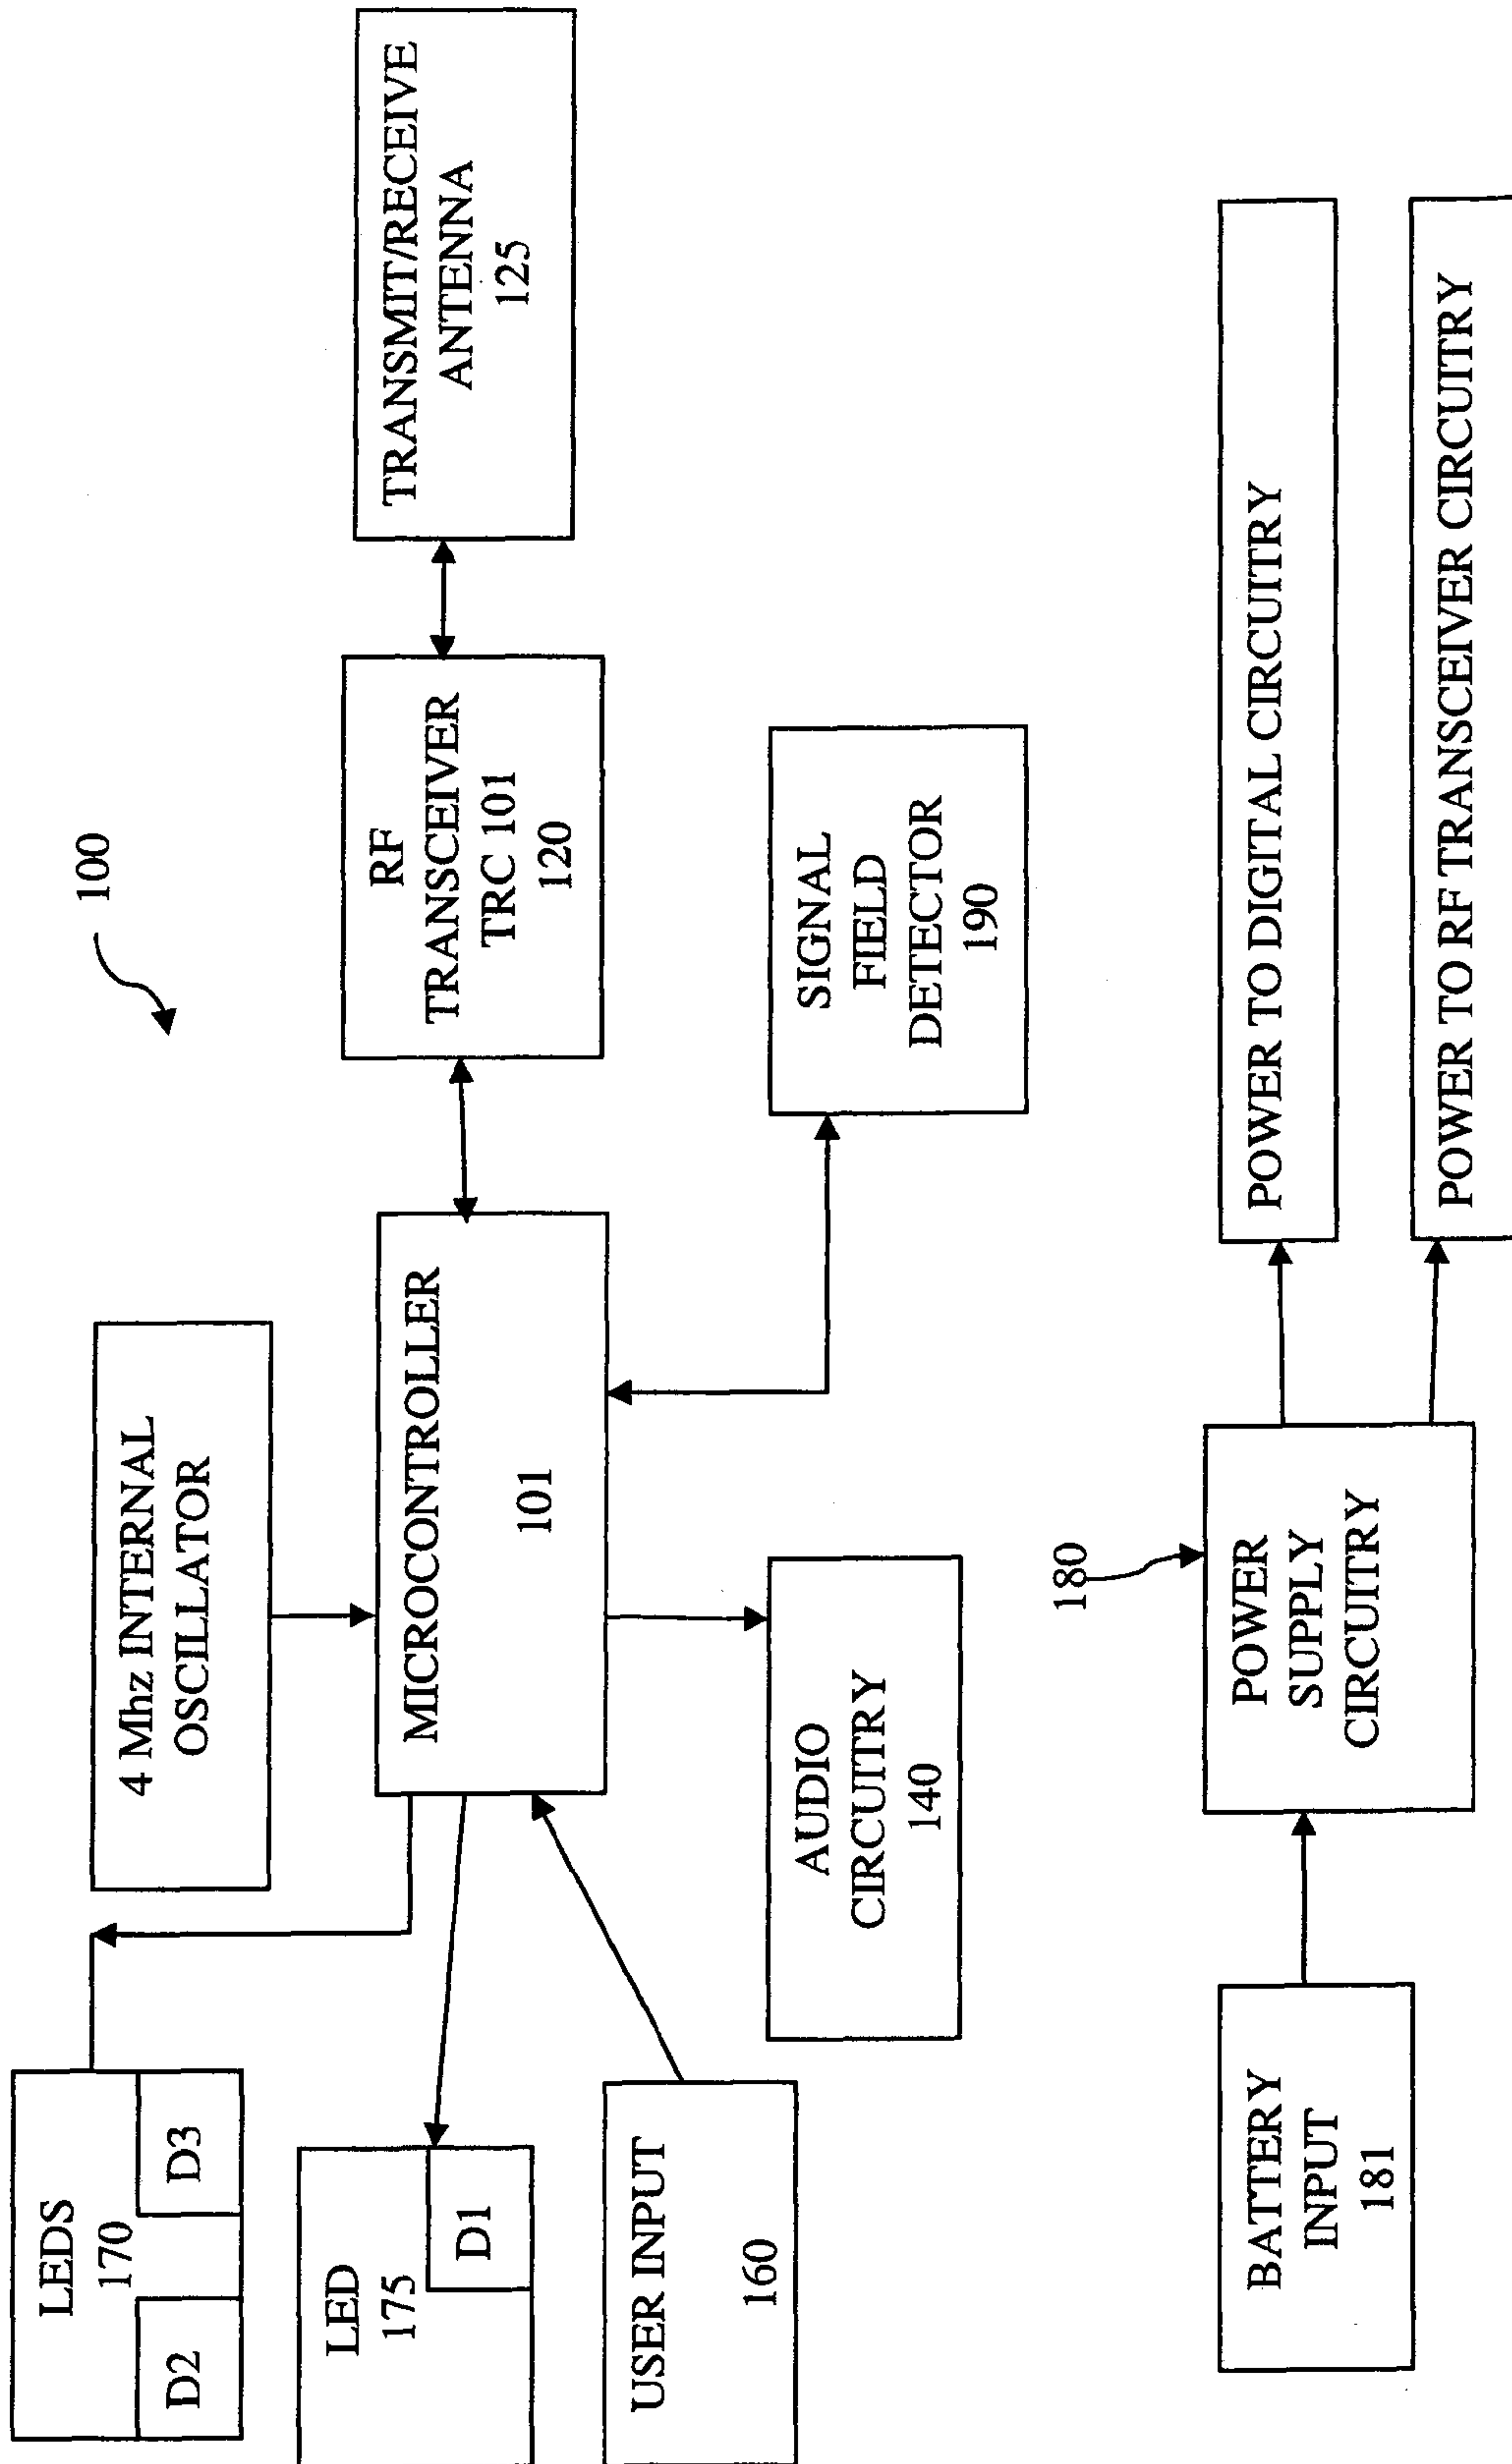 100
LEDS
170
D2
D3
4 Mhz INTERNAL
OSCILLATOR
LED
175
D1
MICROCONTROLLER
101
RF
TRANSCEIVER
TRC 101
120
TRANSMIT/RECEIVE
ANTENNA
125
USER INPUT
160
AUDIO
CIRCUITRY
140
SIGNAL
FIELD
DETECTOR
190
180
BATTERY
INPUT
181
POWER
SUPPLY
CIRCUITRY
POWER TO DIGITAL CIRCUITRY
POWER TO RF TRANSCEIVER CIRCUITRY